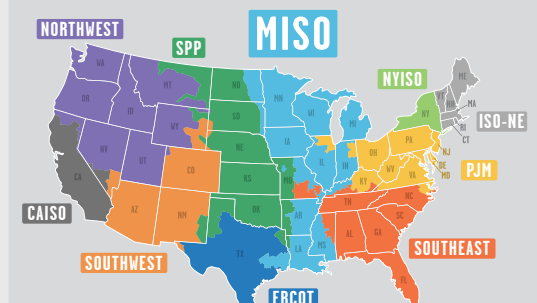 MISO
NORTHWEST
SPP
NYISO
ISO-NE
PJM
CAISO
SOUTHWEST
SOUTHEAST
ERCOT
WA
OR
ID
MT
WY
NV
UT
CA
AZ
CO
NM
ND
SD
NE
KS
OK
TX
MN
IA
MO
AR
LA
MS
WI
IL
IN
MI
OH
KY
WV
VA
PA
NJ
DE
MD
NY
VT
NH
ME
MA
RI
CT
TN
NC
SC
AL
GA
FL